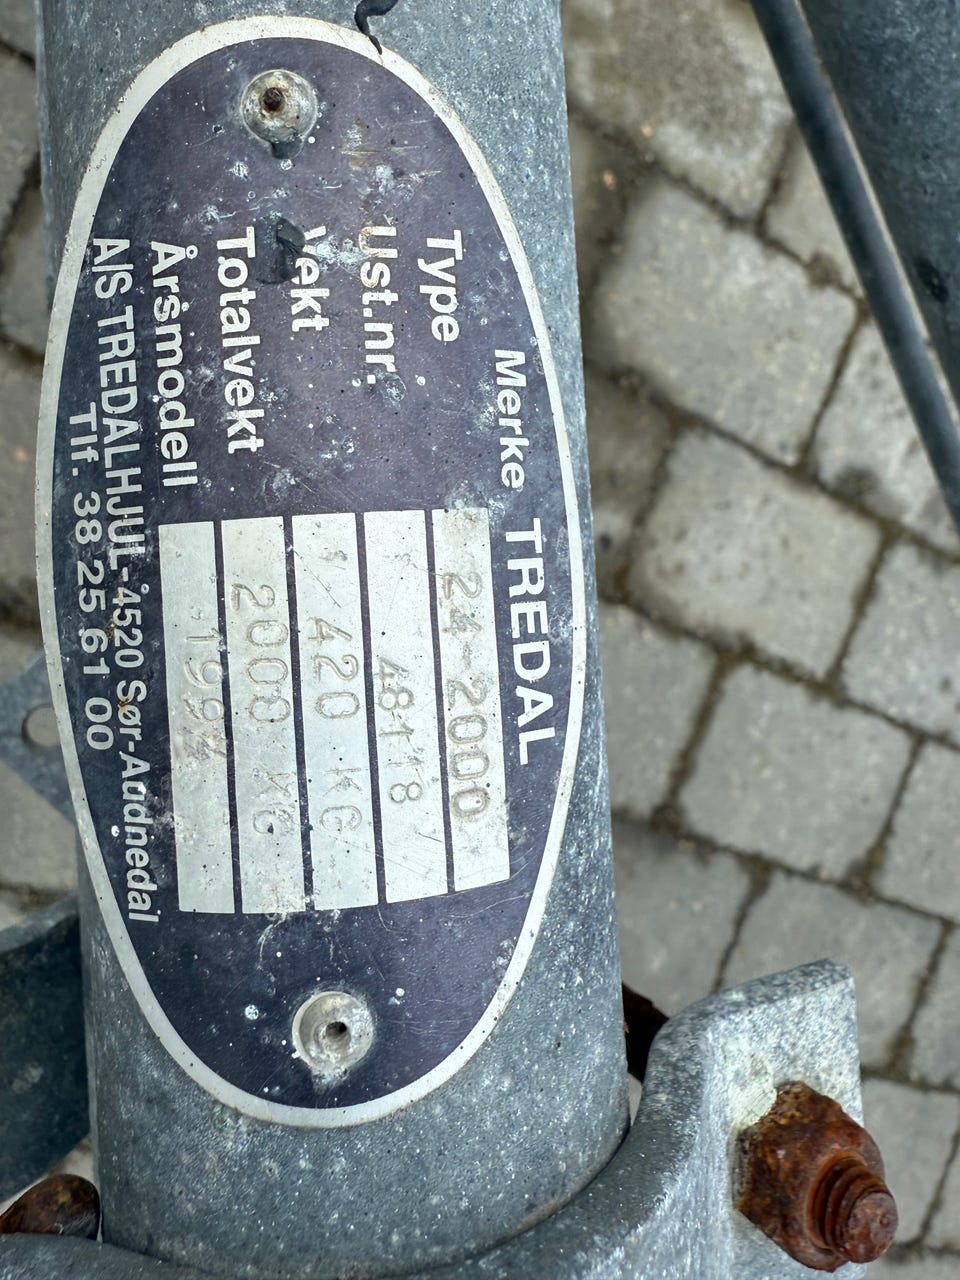 Merke TREDAL
Type 24-2000
Ust.nr. 48118
Vekt 420 KG
Totalvekt 2000 KG
Årsmodell
A/S TREDALHJUL-4520 Sør-Audnedal
Tlf. 38 25 61 00